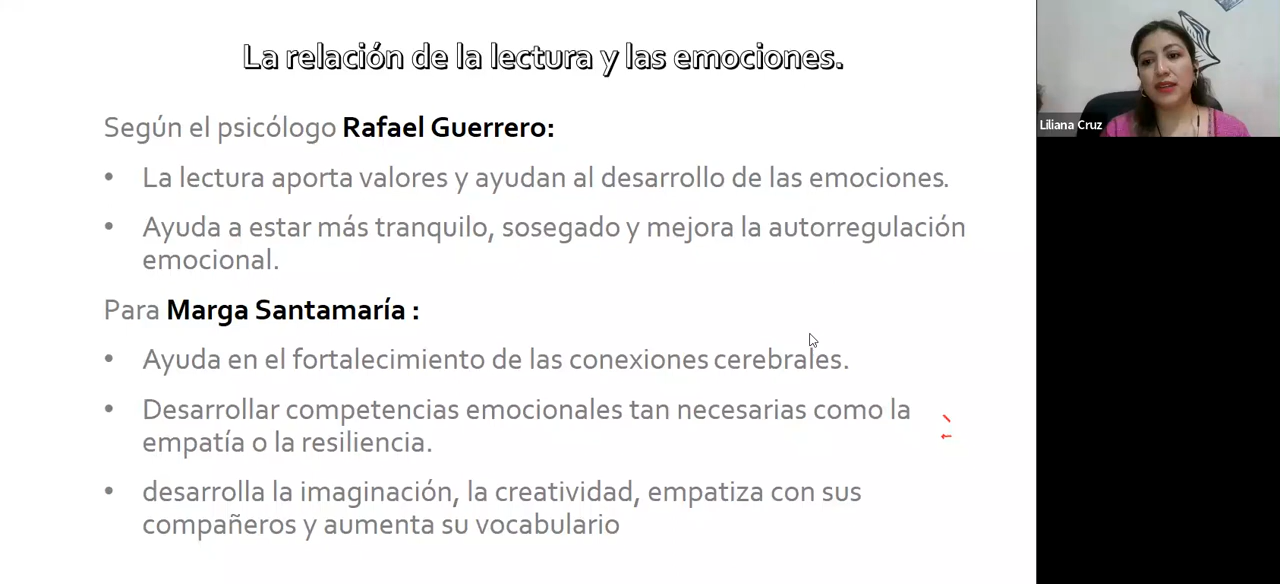 La relación de la lectura y las emociones.
Según el psicólogo Rafael Guerrero:
• La lectura aporta valores y ayudan al desarrollo de las emociones.
• Ayuda a estar más tranquilo, sosegado y mejora la autorregulación
emocional.
Para Marga Santamaría :
• Ayuda en el fortalecimiento de las conexiones cerebrales.
• Desarrollar competencias emocionales tan necesarias como la
empatía o la resiliencia.
• desarrolla la imaginación, la creatividad, empatiza con sus
compañeros y aumenta su vocabulario
Liliana Cruz